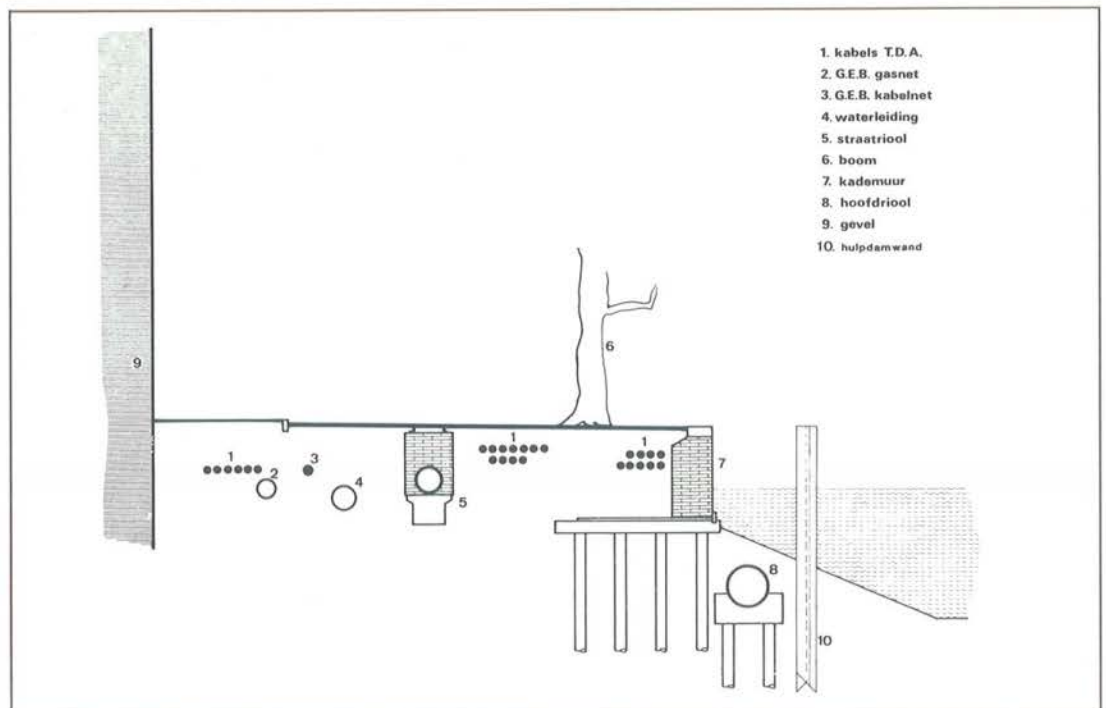 1. kabels T.D.A.
2. G.E.B. gasnet
3. G.E.B. kabelnet
4. waterleiding
5. straatriool
6. boom
7. kademuur
8. hoofdriool
9. gevel
10. hulpdamwand
6
9
1
1
1
3
7
2
4
5
8
10